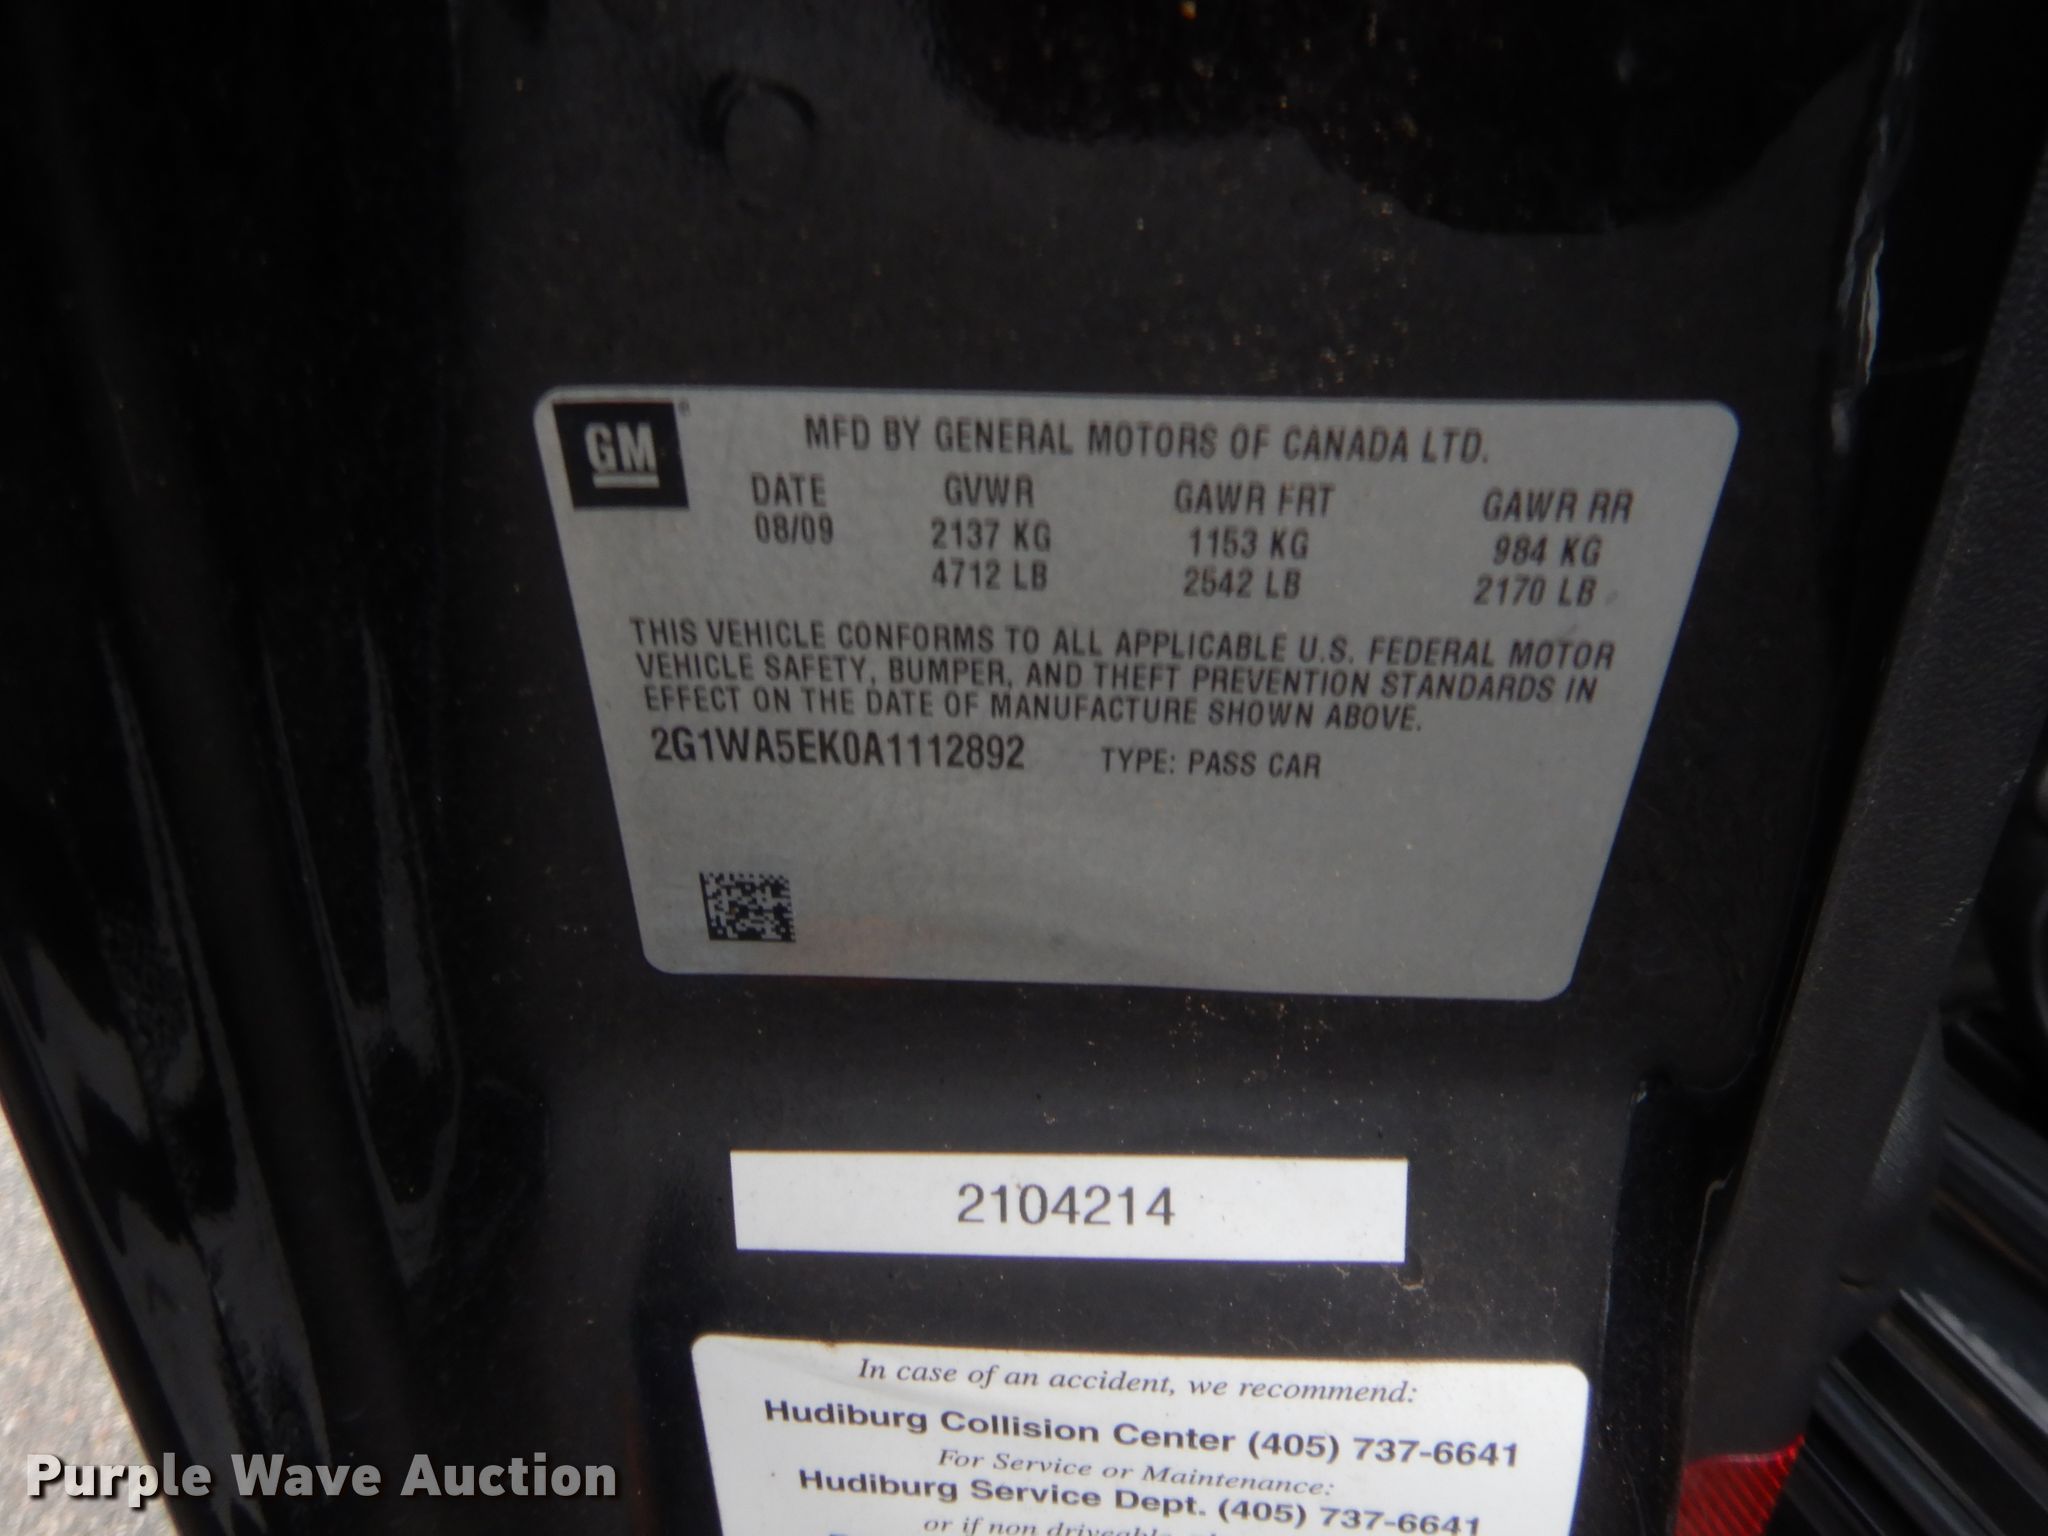 GM
MFD BY GENERAL MOTORS OF CANADA LTD.
DATE GVWR GAWR FRT GAWR RR
08/09 2137 KG 1153 KG 984 KG
4712 LB 2542 LB 2170 LB
THIS VEHICLE CONFORMS TO ALL APPLICABLE U.S. FEDERAL MOTOR
VEHICLE SAFETY, BUMPER, AND THEFT PREVENTION STANDARDS IN
EFFECT ON THE DATE OF MANUFACTURE SHOWN ABOVE.
2G1WA5EK0A1112892 TYPE: PASS CAR
2104214
In case of an accident, we recommend:
Hudiburg Collision Center (405) 737-6641
For Service or Maintenance:
Hudiburg Service Dept. (405) 737-6641
or if non driveable
Purple Wave Auction